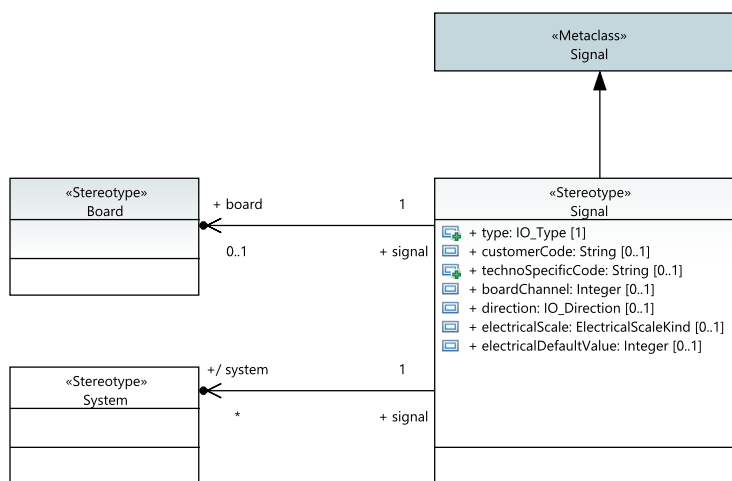 «Metaclass»
Signal
«Stereotype»
Board
+ board
1
0..1
+ signal
«Stereotype»
Signal
+ type: IO_Type [1]
+ customerCode: String [0..1]
+ technoSpecificCode: String [0..1]
+ boardChannel: Integer [0..1]
+ direction: IO_Direction [0..1]
+ electricalScale: ElectricalScaleKind [0..1]
+ electricalDefaultValue: Integer [0..1]
«Stereotype»
System
+/ system
1
*
+ signal